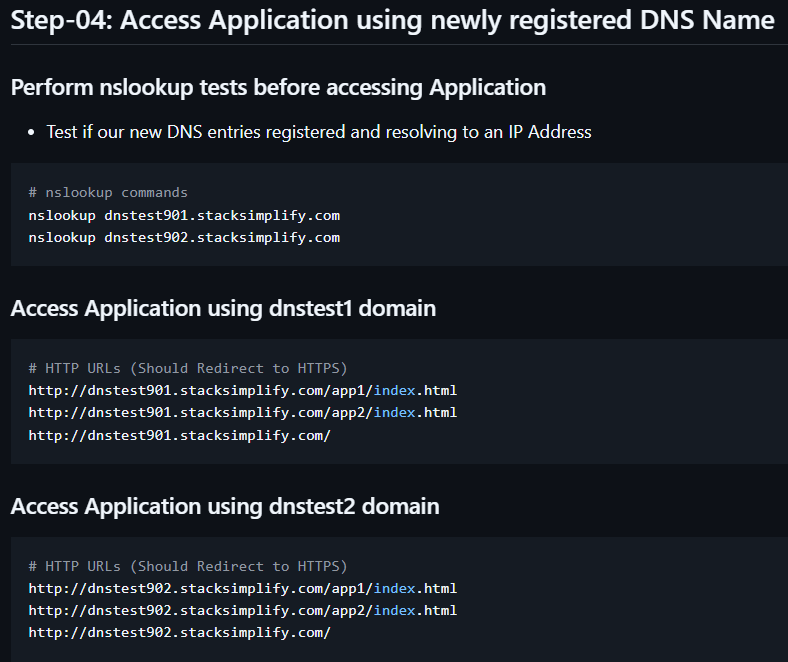 Step-04: Access Application using newly registered DNS Name
Perform nslookup tests before accessing Application
• Test if our new DNS entries registered and resolving to an IP Address
# nslookup commands
nslookup dnstest901.stacksimplify.com
nslookup dnstest902.stacksimplify.com
Access Application using dnstest1 domain
# HTTP URLs (Should Redirect to HTTPS)
http://dnstest901.stacksimplify.com/app1/index.html
http://dnstest901.stacksimplify.com/app2/index.html
http://dnstest901.stacksimplify.com/
Access Application using dnstest2 domain
# HTTP URLs (Should Redirect to HTTPS)
http://dnstest902.stacksimplify.com/app1/index.html
http://dnstest902.stacksimplify.com/app2/index.html
http://dnstest902.stacksimplify.com/